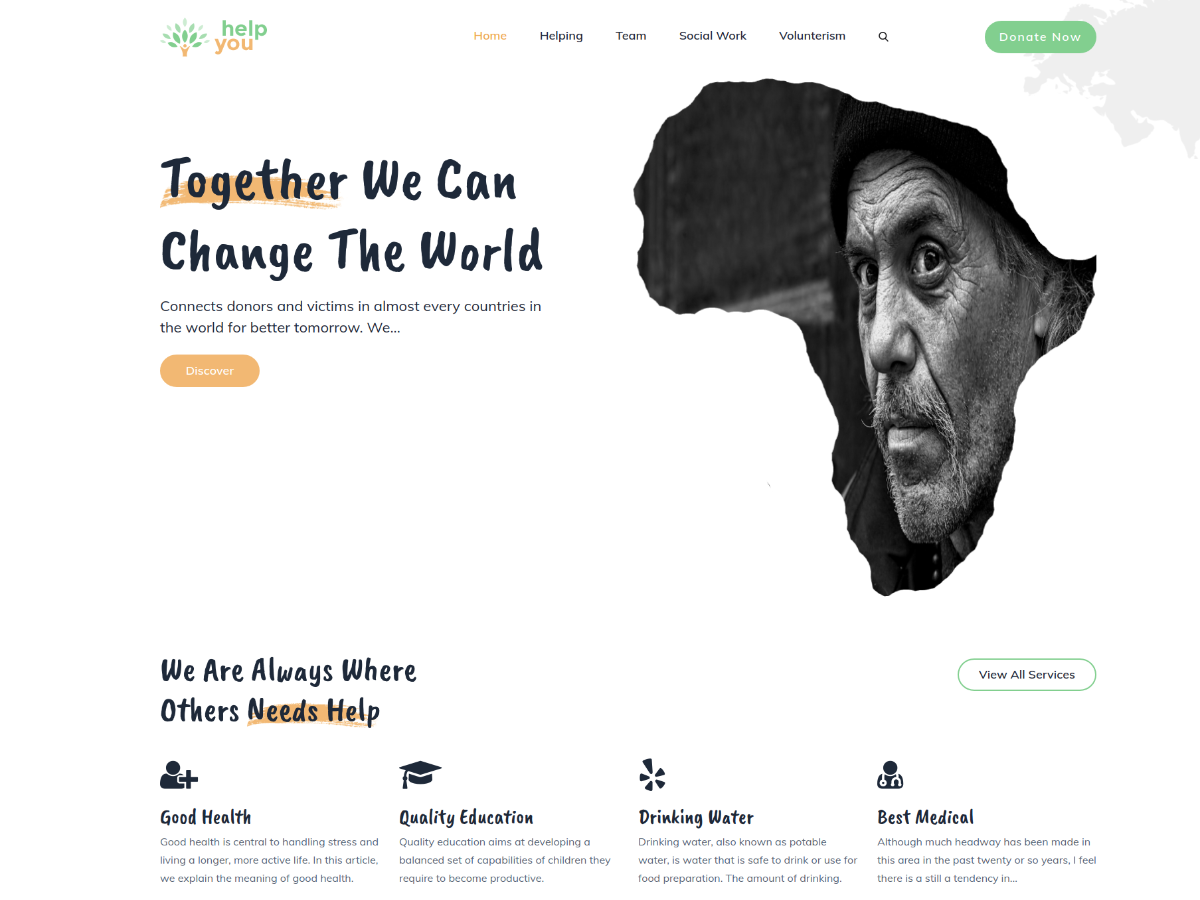 help
you
Home
Helping
Team
Social Work
Volunterism
Donate Now
Together We Can
Change The World
Connects donors and victims in almost every countries in
the world for better tomorrow. We...
Discover
We Are Always Where
Others Needs Help
View All Services
Good Health
Good health is central to handling stress and
living a longer, more active life. In this article,
we explain the meaning of good health.
Quality Education
Quality education aims at developing a
balanced set of capabilities of children they
require to become productive.
Drinking Water
Drinking water, also known as potable
water, is water that is safe to drink or use for
food preparation. The amount of drinking.
Best Medical
Although much headway has been made in
this area in the past twenty or so years, I feel
there is a still a tendency in...